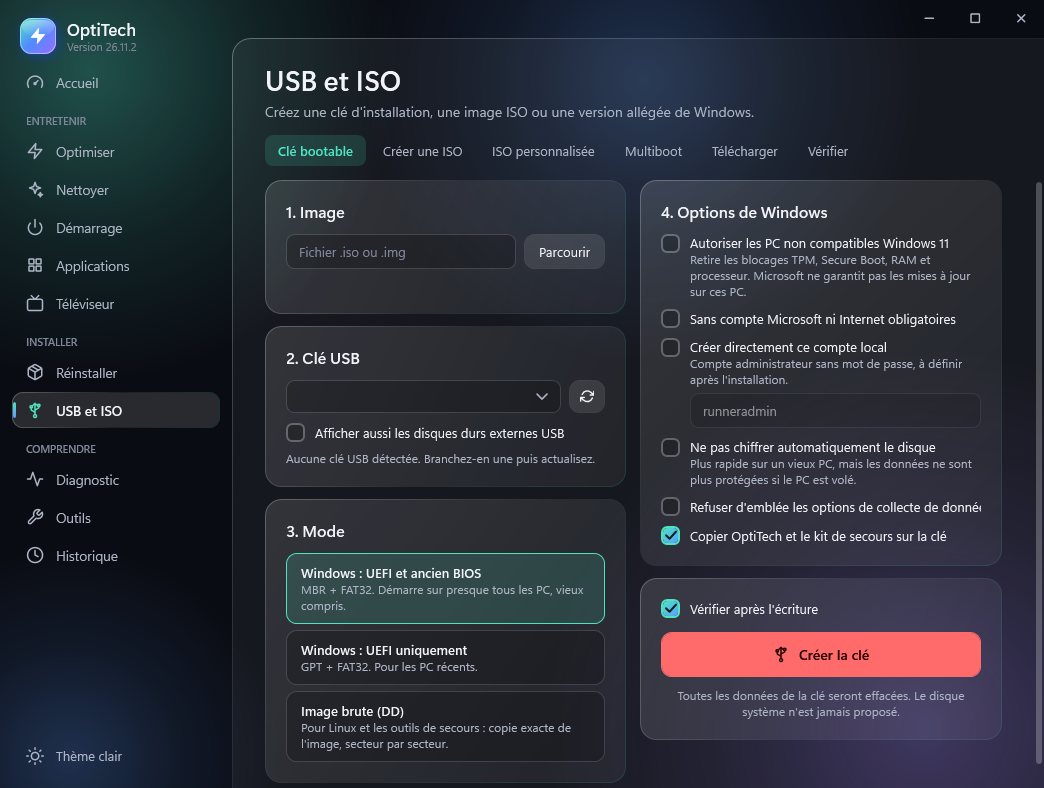 OptiTech
Version 26.11.2
Accueil
ENTRETENIR
Optimiser
Nettoyer
Démarrage
Applications
Téléviseur
INSTALLER
Réinstaller
USB et ISO
COMPRENDRE
Diagnostic
Outils
Historique
Thème clair
USB et ISO
Créez une clé d'installation, une image ISO ou une version allégée de Windows.
Clé bootable
Créer une ISO
ISO personnalisée
Multiboot
Télécharger
Vérifier
1. Image
Fichier .iso ou .img
Parcourir
2. Clé USB
Afficher aussi les disques durs externes USB
Aucune clé USB détectée. Branchez-en une puis actualisez.
3. Mode
Windows : UEFI et ancien BIOS
MBR + FAT32. Démarre sur presque tous les PC, vieux
compris.
Windows : UEFI uniquement
GPT + FAT32. Pour les PC récents.
Image brute (DD)
Pour Linux et les outils de secours : copie exacte de
l'image, secteur par secteur.
4. Options de Windows
Autoriser les PC non compatibles Windows 11
Retire les blocages TPM, Secure Boot, RAM et
processeur. Microsoft ne garantit pas les mises à jour
sur ces PC.
Sans compte Microsoft ni Internet obligatoires
Créer directement ce compte local
Compte administrateur sans mot de passe, à définir
après l'installation.
runneradmin
Ne pas chiffrer automatiquement le disque
Plus rapide sur un vieux PC, mais les données ne sont
plus protégées si le PC est volé.
Refuser d'emblée les options de collecte de donné
Copier OptiTech et le kit de secours sur la clé
Vérifier après l'écriture
Créer la clé
Toutes les données de la clé seront effacées. Le disque
système n'est jamais proposé.